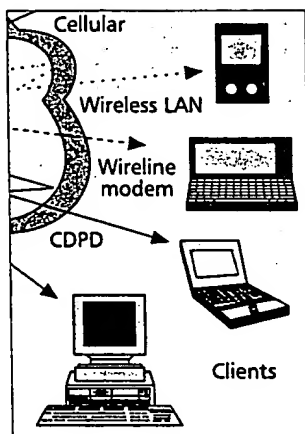 Cellular
Wireless LAN
Wireline
modem
CDPD
Clients